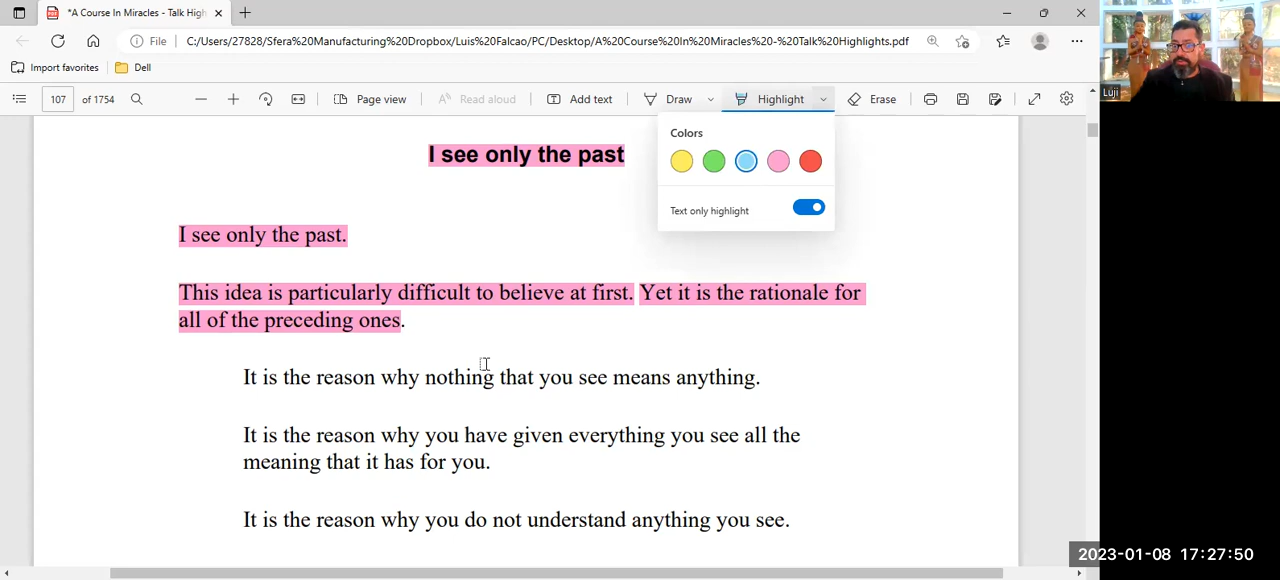 *A Course In Miracles - Talk High
File
C:/Users/27828/Sfera%20Manufacturing%20Dropbox/Luis%20Falcao/PC/Desktop/A%20Course%20In%20Miracles%20-%20Talk%20Highlights.pdf
Import favorites
Dell
107 of 1754
Page view
Read aloud
Add text
Draw
Highlight
Erase
Colors
Text only highlight
I see only the past
I see only the past.
This idea is particularly difficult to believe at first. Yet it is the rationale for
all of the preceding ones.
It is the reason why nothing that you see means anything.
It is the reason why you have given everything you see all the
meaning that it has for you.
It is the reason why you do not understand anything you see.
Lüji
2023-01-08 17:27:50